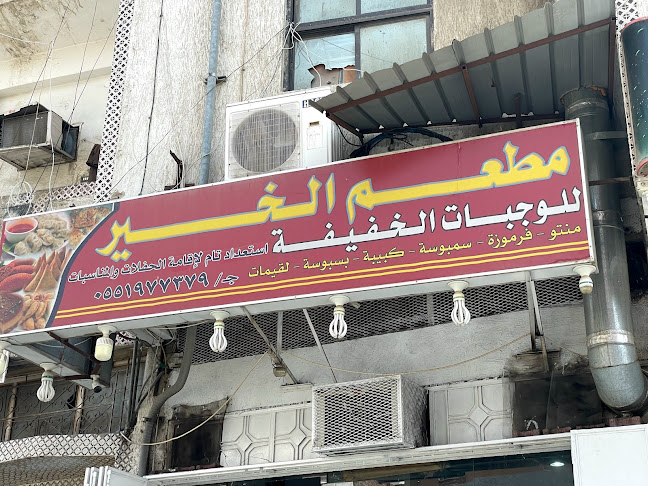 مطعم الخير
للوجبات الخفيفة
استعداد تام لإقامة الحفلات والمناسبات
منتو - فرموزة - سمبوسة - كبيبة - بسبوسة - لقيمات
ج/ ٠٥٥١٩٧٧٣٧٩